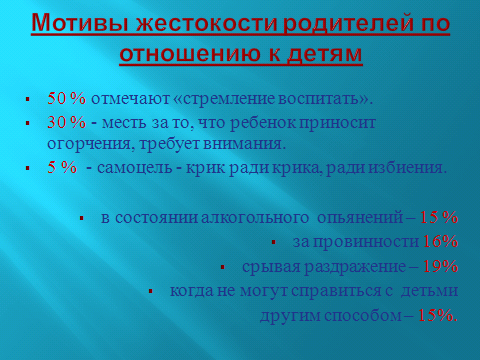 Мотивы жестокости родителей по
отношению к детям
50 % отмечают «стремление воспитать».
30 % - месть за то, что ребенок приносит
огорчения, требует внимания.
5 % - самоцель - крик ради крика, ради избиения.
в состоянии алкогольного опьянений – 15 %
за провинности 16%
срывая раздражение – 19%
когда не могут справиться с детьми
другим способом – 15%.